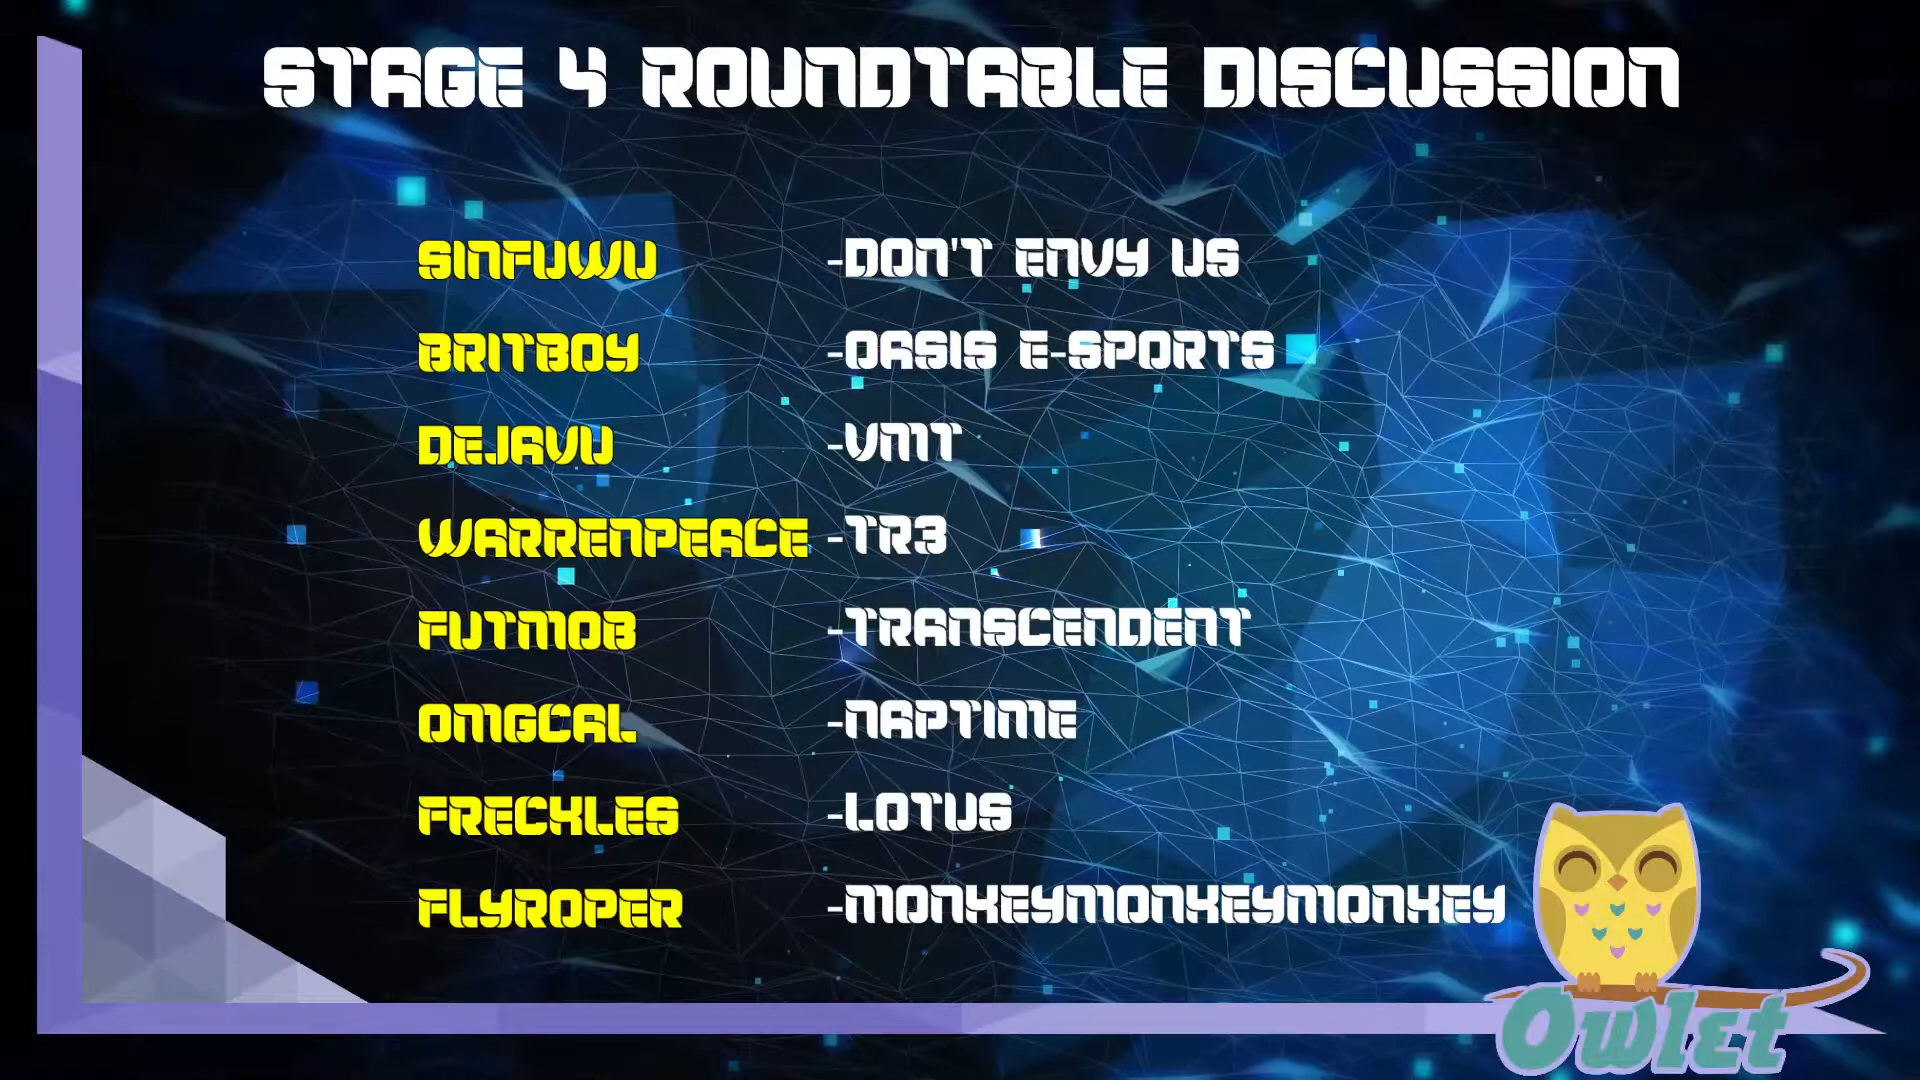 STAGE 4 ROUNDTABLE DISCUSSION
SINFUWU -DON'T ENVY US
BRITBOY -OASIS E-SPORTS
DEJAVU -VMT
WARRENPEACE -TR3
FUTMOB -TRANSCENDENT
OMGCAL -NAPTIME
FRECKLES -LOTUS
FLYROPER -MONKEYMONKEYMONKEY
Owlet